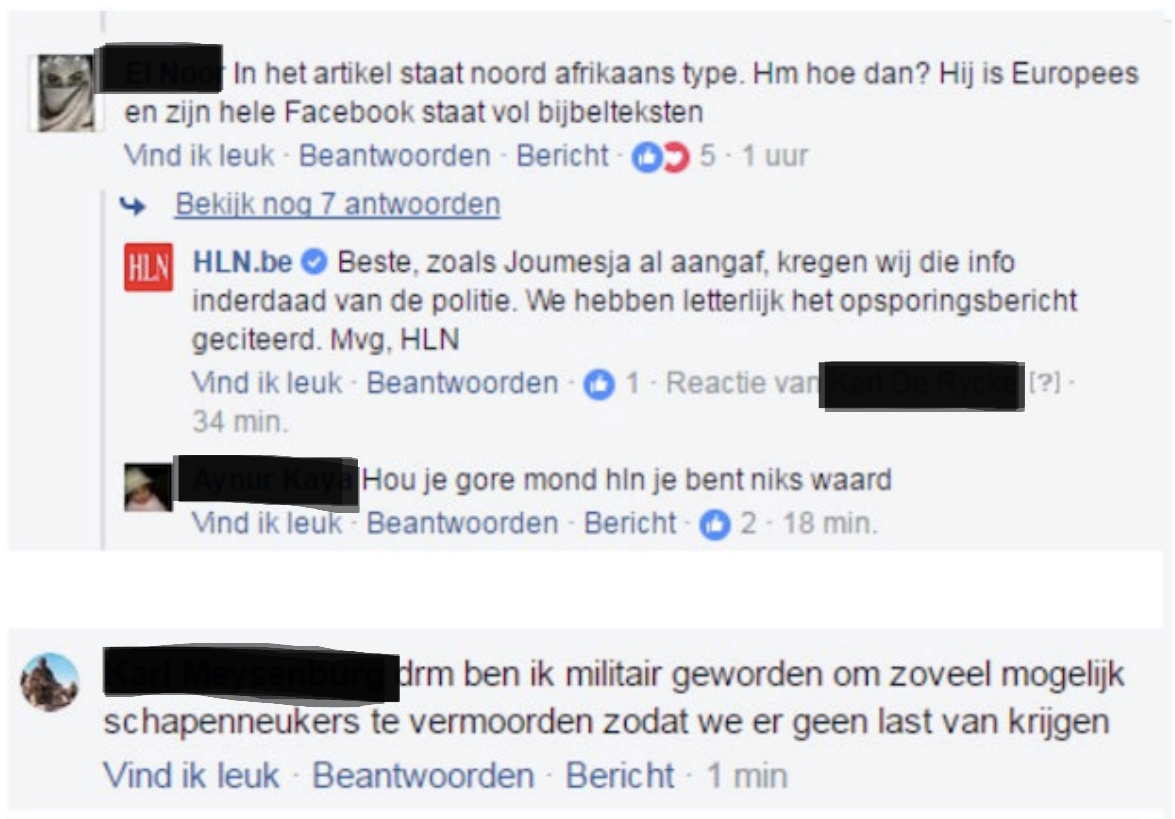 In het artikel staat noord afrikaans type. Hm hoe dan? Hij is Europees
en zijn hele Facebook staat vol bijbelteksten
Vind ik leuk · Beantwoorden · Bericht · 5 · 1 uur
Bekijk nog 7 antwoorden
HLN HLN.be Beste, zoals Joumesja al aangaf, kregen wij die info
inderdaad van de politie. We hebben letterlijk het opsporingsbericht
geciteerd. Mvg, HLN
Vind ik leuk · Beantwoorden · 1 · Reactie van [?] ·
34 min.
Hou je gore mond hln je bent niks waard
Vind ik leuk · Beantwoorden · Bericht · 2 · 18 min.
drm ben ik militair geworden om zoveel mogelijk
schapenneukers te vermoorden zodat we er geen last van krijgen
Vind ik leuk · Beantwoorden · Bericht · 1 min